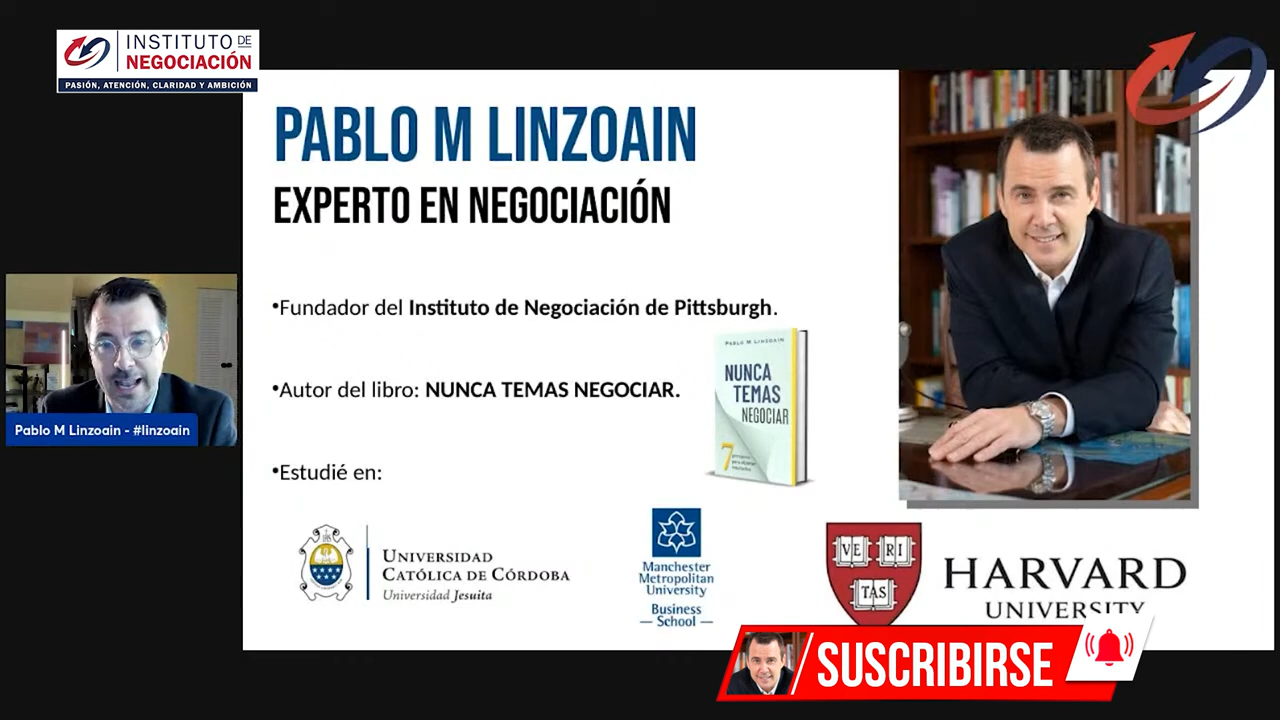 INSTITUTO DE
NEGOCIACIÓN
PASIÓN, ATENCIÓN, CLARIDAD Y AMBICIÓN
PABLO M LINZOAIN
EXPERTO EN NEGOCIACIÓN
•Fundador del Instituto de Negociación de Pittsburgh.
•Autor del libro: NUNCA TEMAS NEGOCIAR.
PABLO M LINZOAIN
NUNCA
TEMAS
NEGOCIAR
7
Pablo M Linzoain - #linzoain
•Estudié en:
UNIVERSIDAD
CATÓLICA DE CÓRDOBA
Universidad Jesuita
Manchester
Metropolitan
University
Business
School
VE RI
TAS
HARVARD
UNIVERSITY
SUSCRIBIRSE